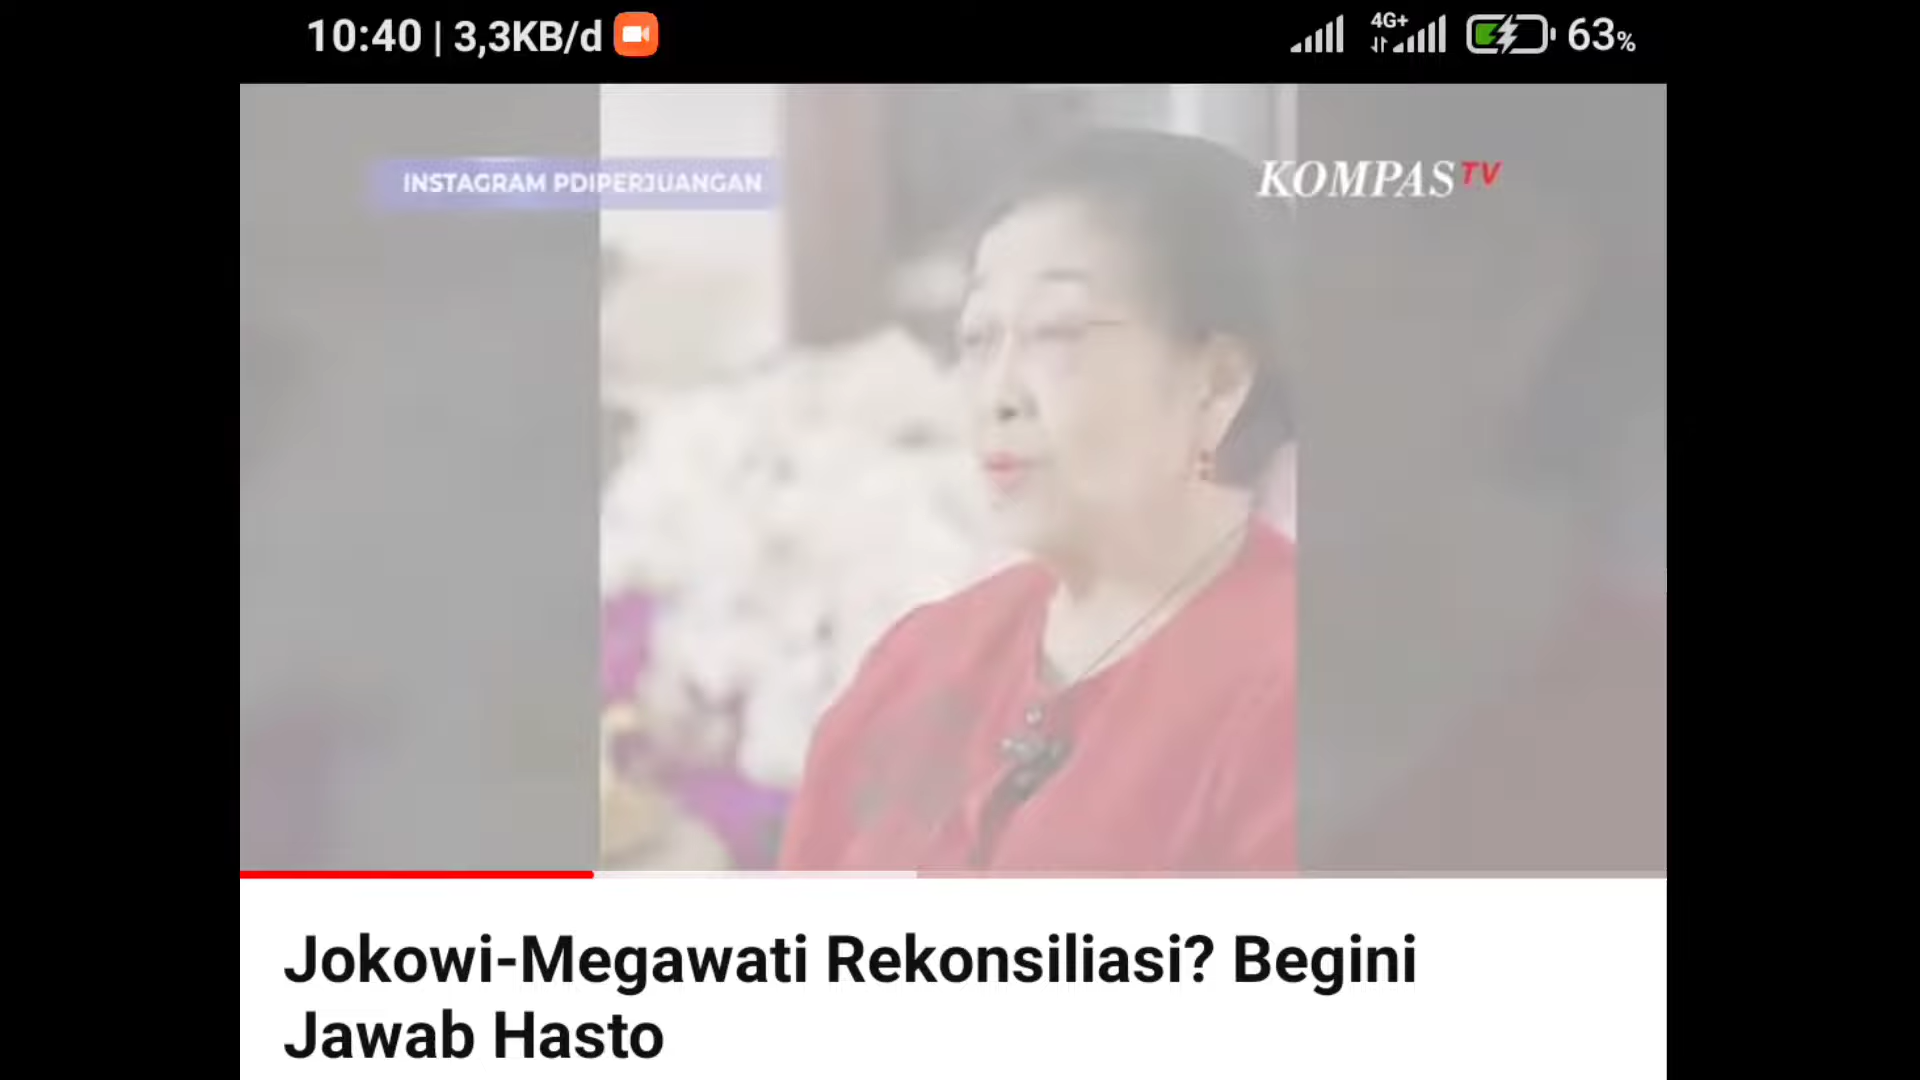 10:40 | 3,3KB/d
4G+
63%
INSTAGRAM PDIPERJUANGAN
KOMPAS TV
Jokowi-Megawati Rekonsiliasi? Begini
Jawab Hasto